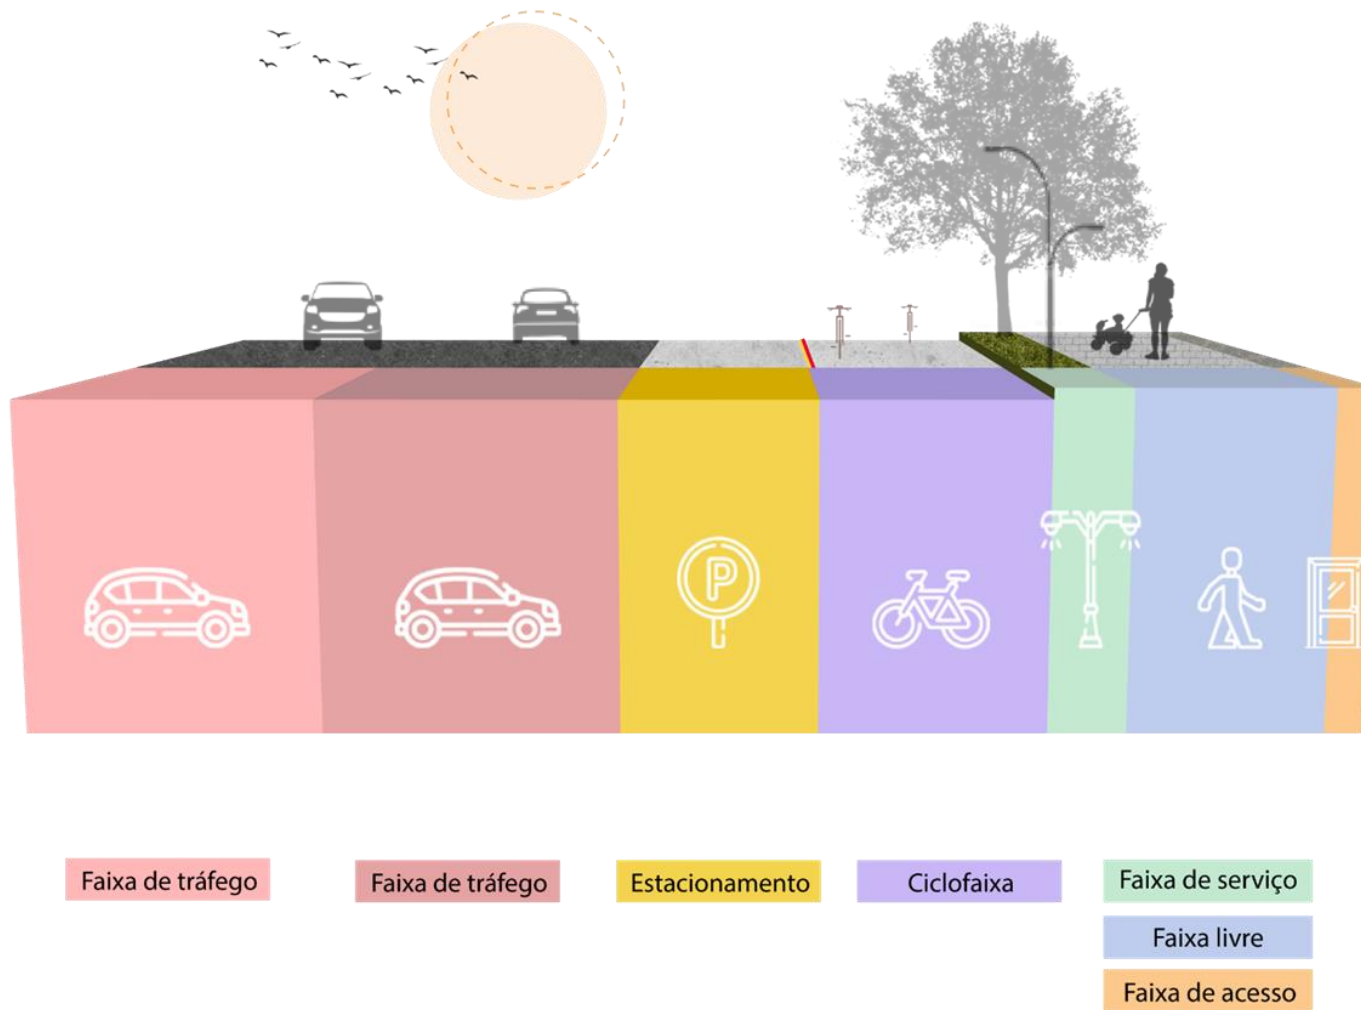 P
Faixa de tráfego
Faixa de tráfego
Estacionamento
Ciclofaixa
Faixa de serviço
Faixa livre
Faixa de acesso